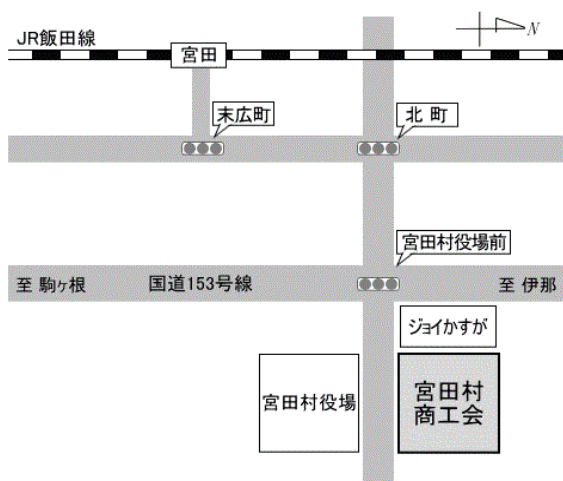 JR飯田線
N
宮田
末広町
北町
宮田村役場前
至 駒ヶ根
国道153号線
至 伊那
ジョイかすが
宮田村役場
宮田村
商工会